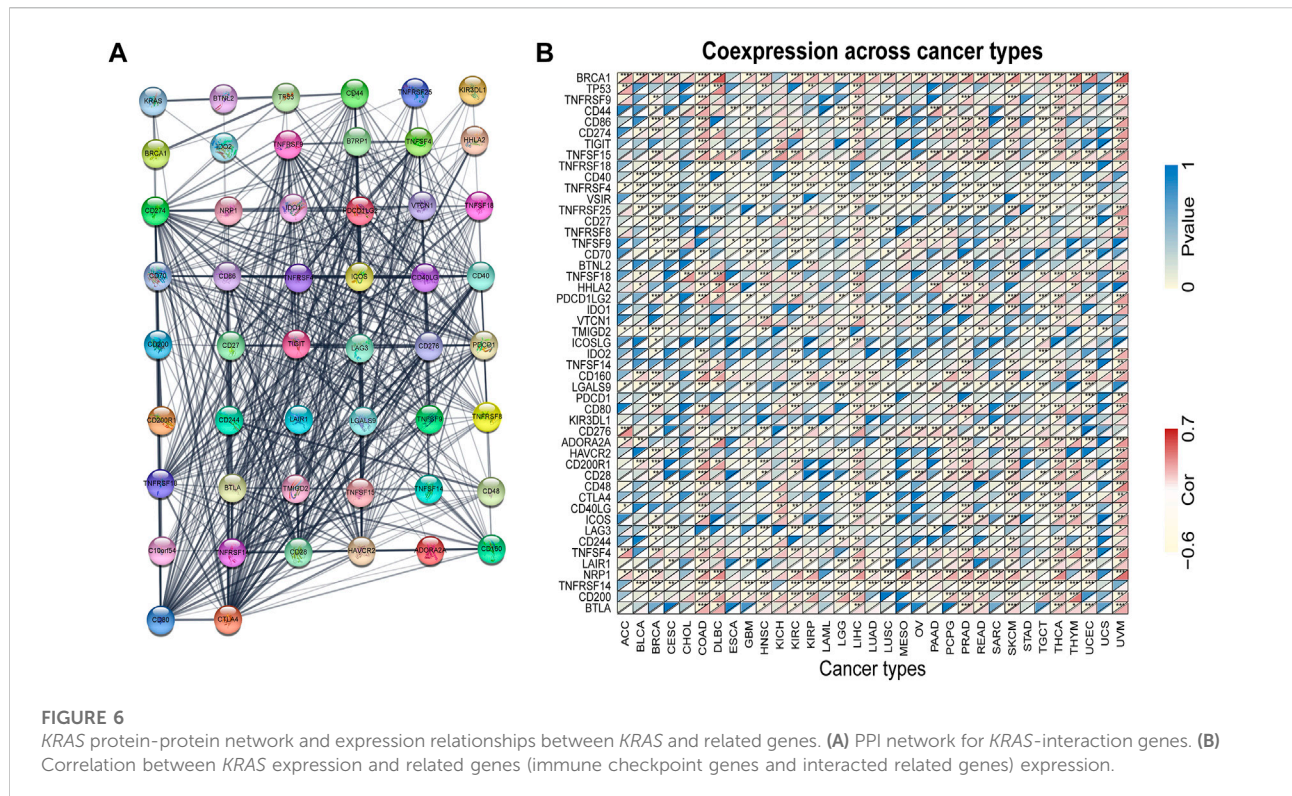 A
KRAS
BTNL2
TP53
CD44
TNFRSF25
KIR3DL1
BRCA1
IDO2
TNFRSF9
B7RP1
TNFSF4
HHLA2
CD274
NRP1
IDO1
PDCD1LG2
VTCN1
TNFSF18
CD70
CD86
ICOS
CD40LG
CD40
CD200
CD27
TIGIT
LAG3
CD276
PDCD1
CD200R1
CD244
LAIR1
LGALS9
TNFSF9
TNFRSF8
BTLA
TMIGD2
TNFSF15
TNFSF14
CD48
C10orf54
CD28
HAVCR2
ADORA2A
CD160
CD80
CTLA4
B
Coexpression across cancer types
BRCA1
TP53
TNFRSF9
CD44
CD86
CD274
TIGIT
TNFSF15
TNFRSF18
CD40
TNFRSF4
VSIR
TNFRSF25
CD27
TNFRSF8
TNFSF9
CD70
BTNL2
TNFSF18
HHLA2
PDCD1LG2
IDO1
VTCN1
TMIGD2
ICOSLG
IDO2
TNFSF14
CD160
LGALS9
PDCD1
CD80
KIR3DL1
CD276
ADORA2A
HAVCR2
CD200R1
CD28
CD48
CTLA4
CD40LG
ICOS
LAG3
CD244
TNFSF4
LAIR1
NRP1
TNFRSF14
CD200
BTLA
ACC
BLCA
BRCA
CESC
CHOL
COAD
DLBC
ESCA
GBM
HNSC
KICH
KIRC
KIRP
LAML
LGG
LIHC
LUAD
LUSC
MESO
OV
PAAD
PCPG
PRAD
READ
SARC
SKCM
STAD
TGCT
THCA
THYM
UCEC
UCS
UVM
Cancer types
0 Pvalue 1
−0.6 Cor 0.7
FIGURE 6
KRAS protein-protein network and expression relationships between KRAS and related genes. (A) PPI network for KRAS-interaction genes. (B)
Correlation between KRAS expression and related genes (immune checkpoint genes and interacted related genes) expression.